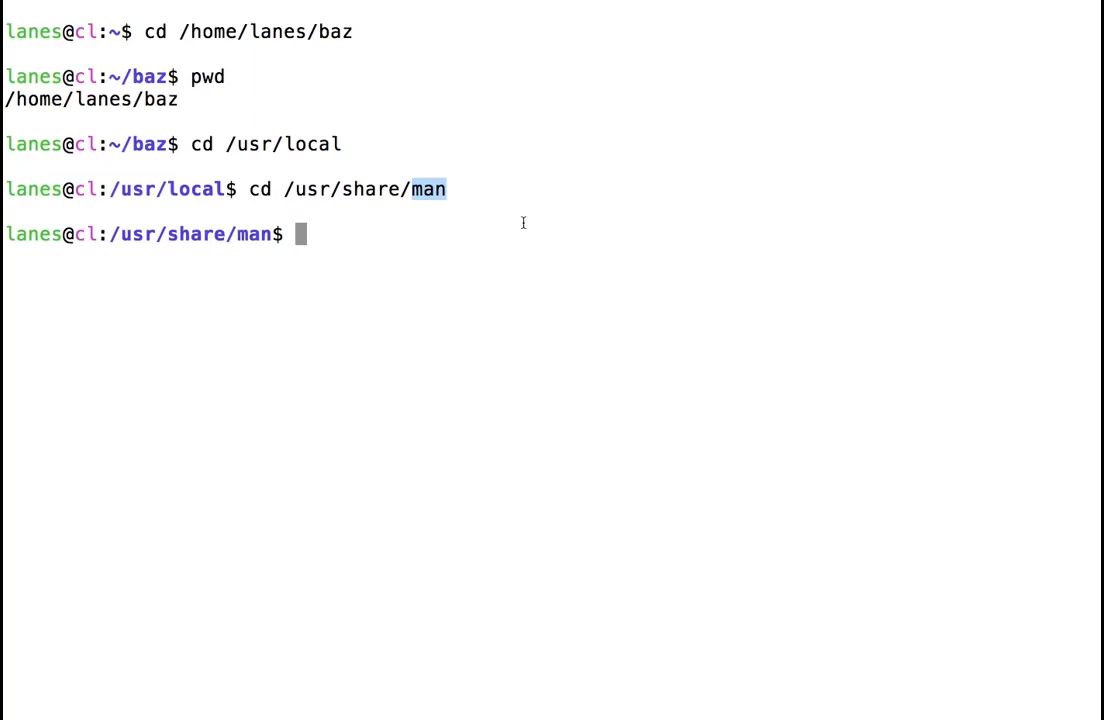 lanes@cl:~$ cd /home/lanes/baz
lanes@cl:~/baz$ pwd
/home/lanes/baz
lanes@cl:~/baz$ cd /usr/local
lanes@cl:/usr/local$ cd /usr/share/man
lanes@cl:/usr/share/man$